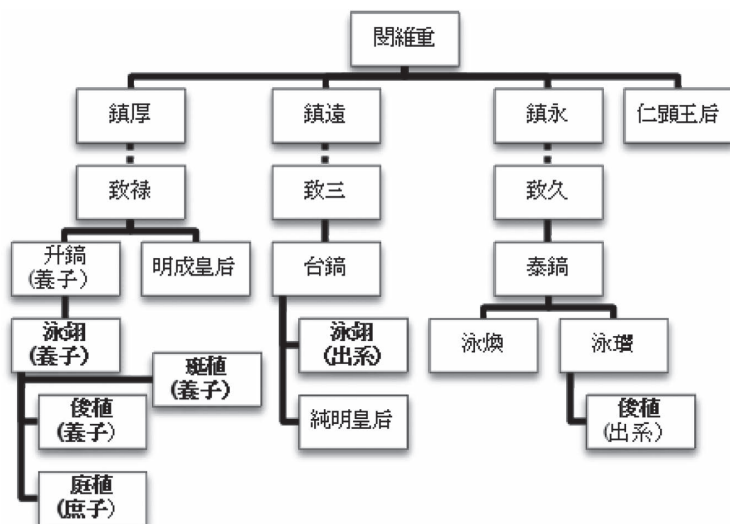 閔維重
鎮厚
鎮遠
鎮永
仁顕王后
致禄
致三
致久
升鎬
(養子)
明成皇后
台鎬
泰鎬
泳翊
(養子)
泳翊
(出系)
泳煥
泳瓚
珽植
(養子)
俊植
(養子)
純明皇后
俊植
(出系)
庭植
(庶子)